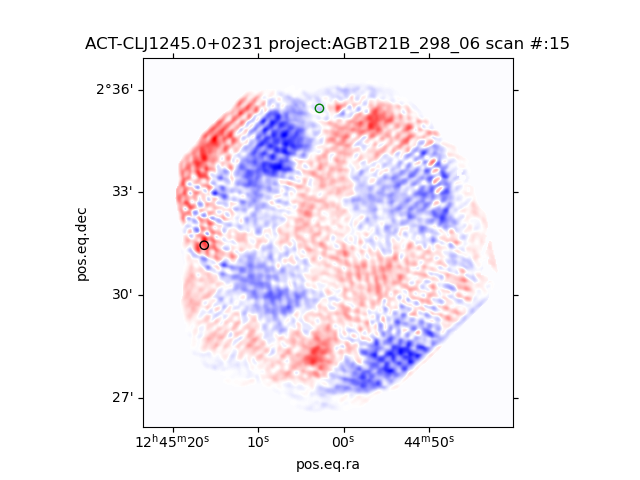 ACT-CLJ1245.0+0231 project:AGBT21B_298_06 scan #:15
2°36'
33'
30'
27'
pos.eq.dec
12ʰ45ᵐ20ˢ 10ˢ 00ˢ 44ᵐ50ˢ
pos.eq.ra